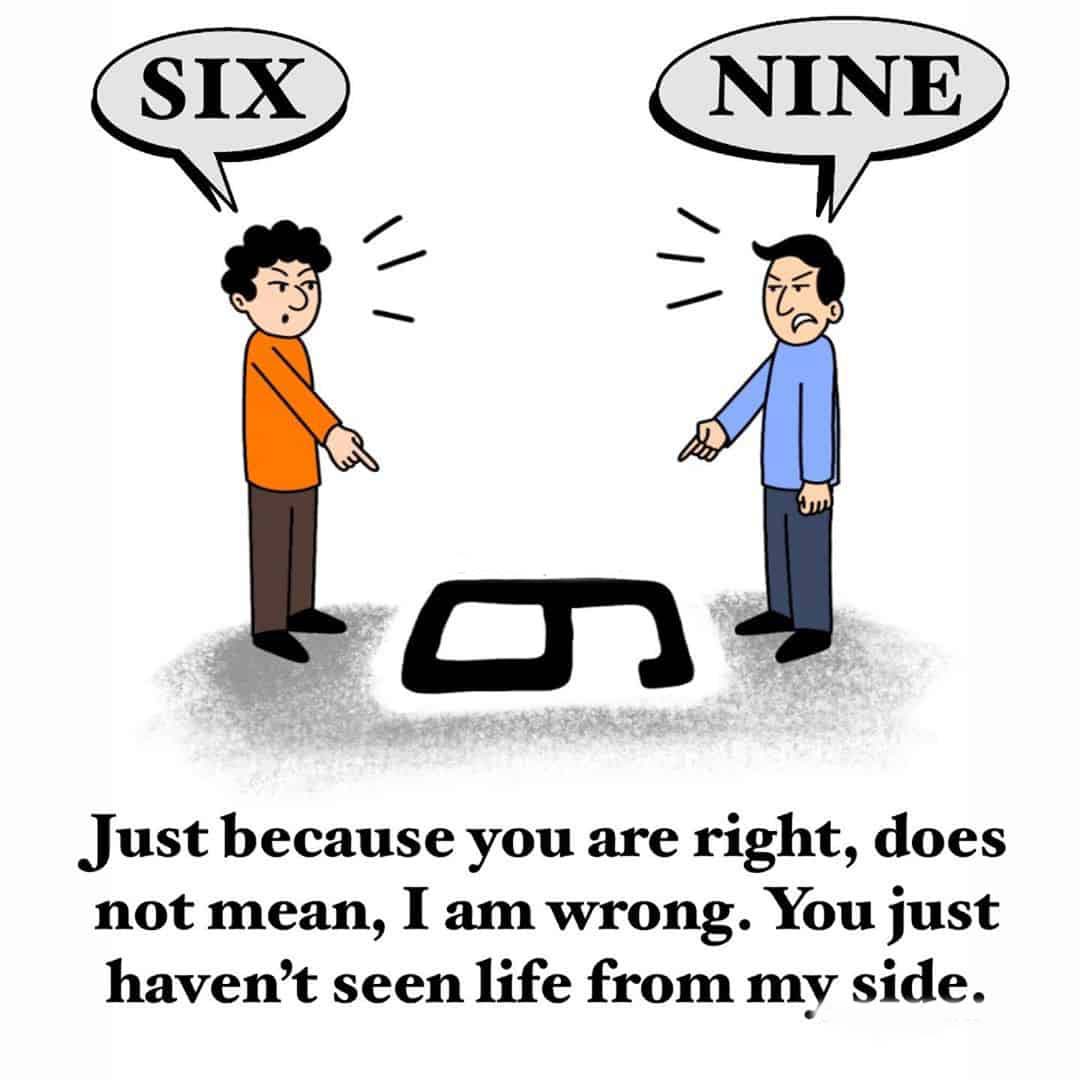 SIX
NINE
6
Just because you are right, does
not mean, I am wrong. You just
haven't seen life from my side.